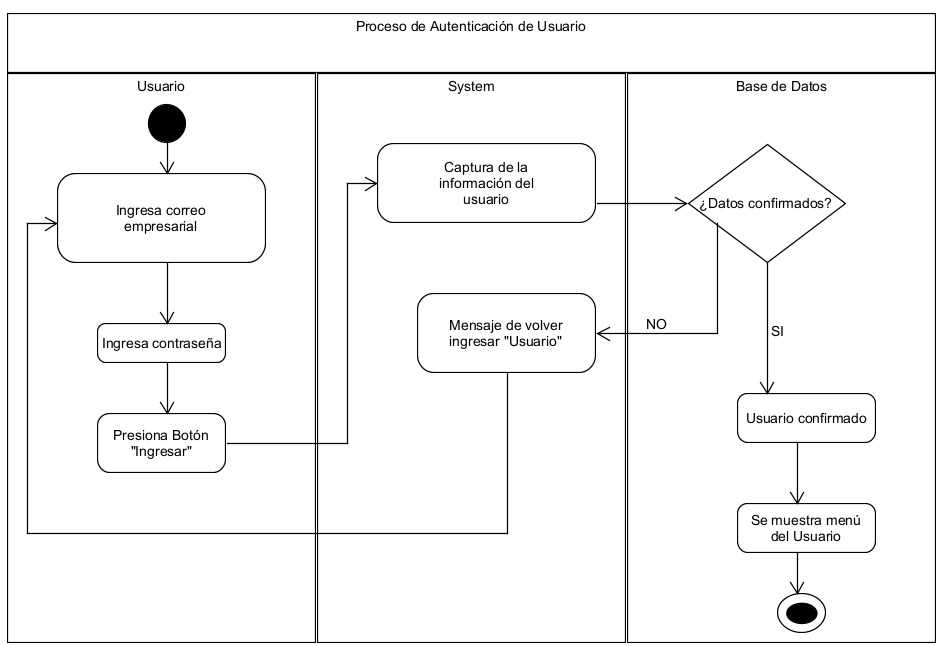 Proceso de Autenticación de Usuario
Usuario
System
Base de Datos
Ingresa correo
empresarial
Ingresa contraseña
Presiona Botón
"Ingresar"
Captura de la
información del
usuario
Mensaje de volver
ingresar "Usuario"
¿Datos confirmados?
NO
SI
Usuario confirmado
Se muestra menú
del Usuario